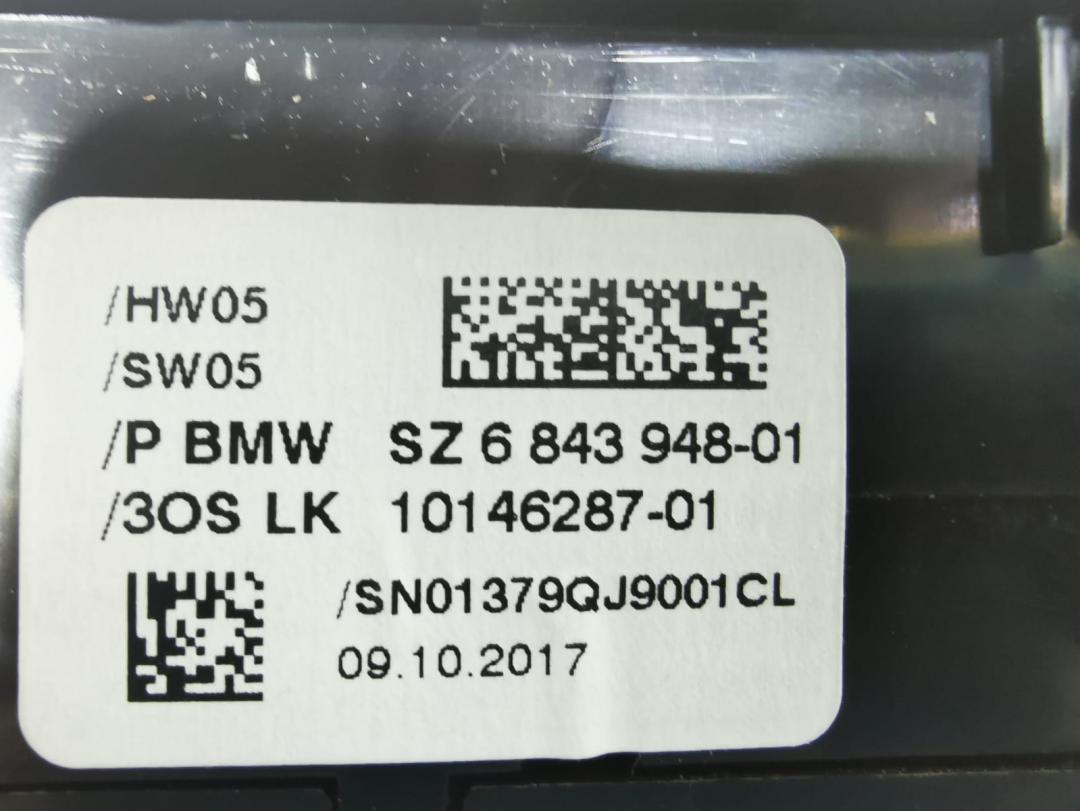 /HW05
/SW05
/P BMW SZ 6 843 948-01
/3OS LK 10146287-01
/SN01379QJ9001CL
09.10.2017